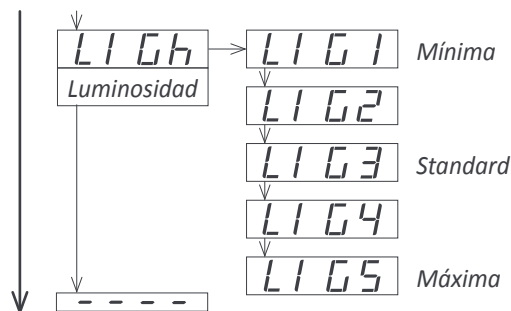 LIGh
Luminosidad
LIG1 Mínima
LIG2
LIG3 Standard
LIG4
LIG5 Máxima
----